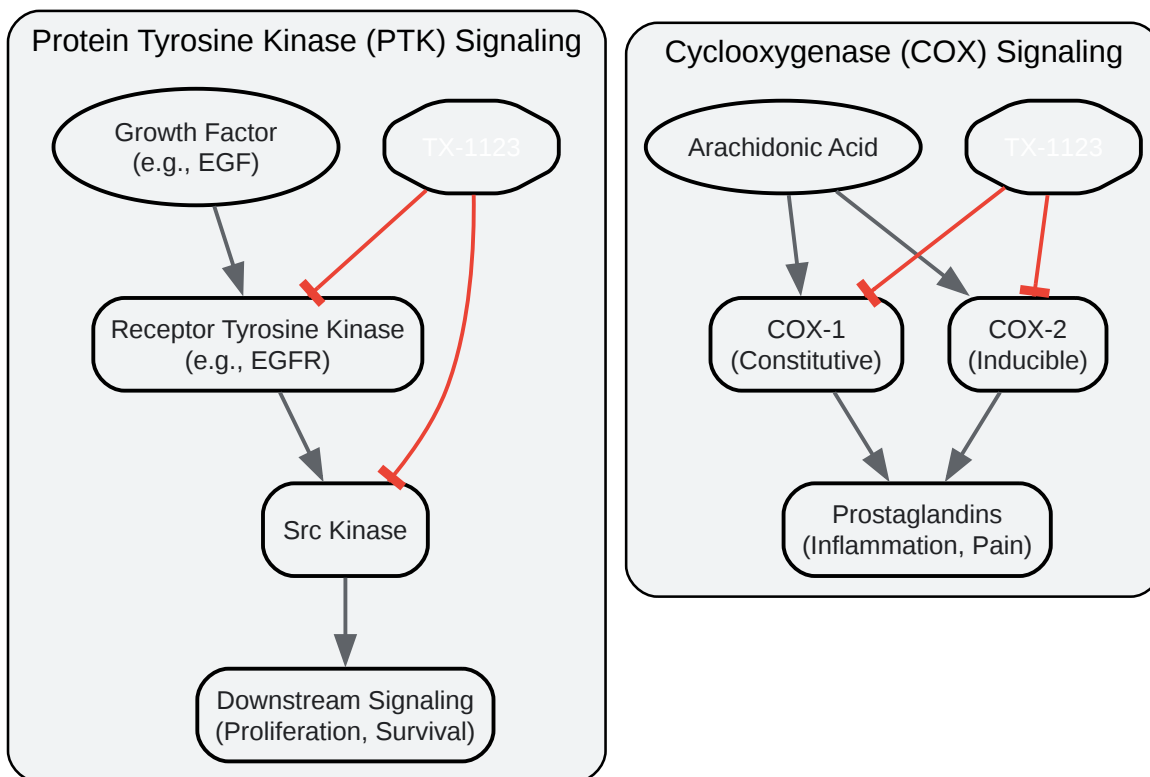 Protein Tyrosine Kinase (PTK) Signaling
Growth Factor
(e.g., EGF)
TX-1123
Receptor Tyrosine Kinase
(e.g., EGFR)
Src Kinase
Downstream Signaling
(Proliferation, Survival)
Cyclooxygenase (COX) Signaling
Arachidonic Acid
TX-1123
COX-1
(Constitutive)
COX-2
(Inducible)
Prostaglandins
(Inflammation, Pain)